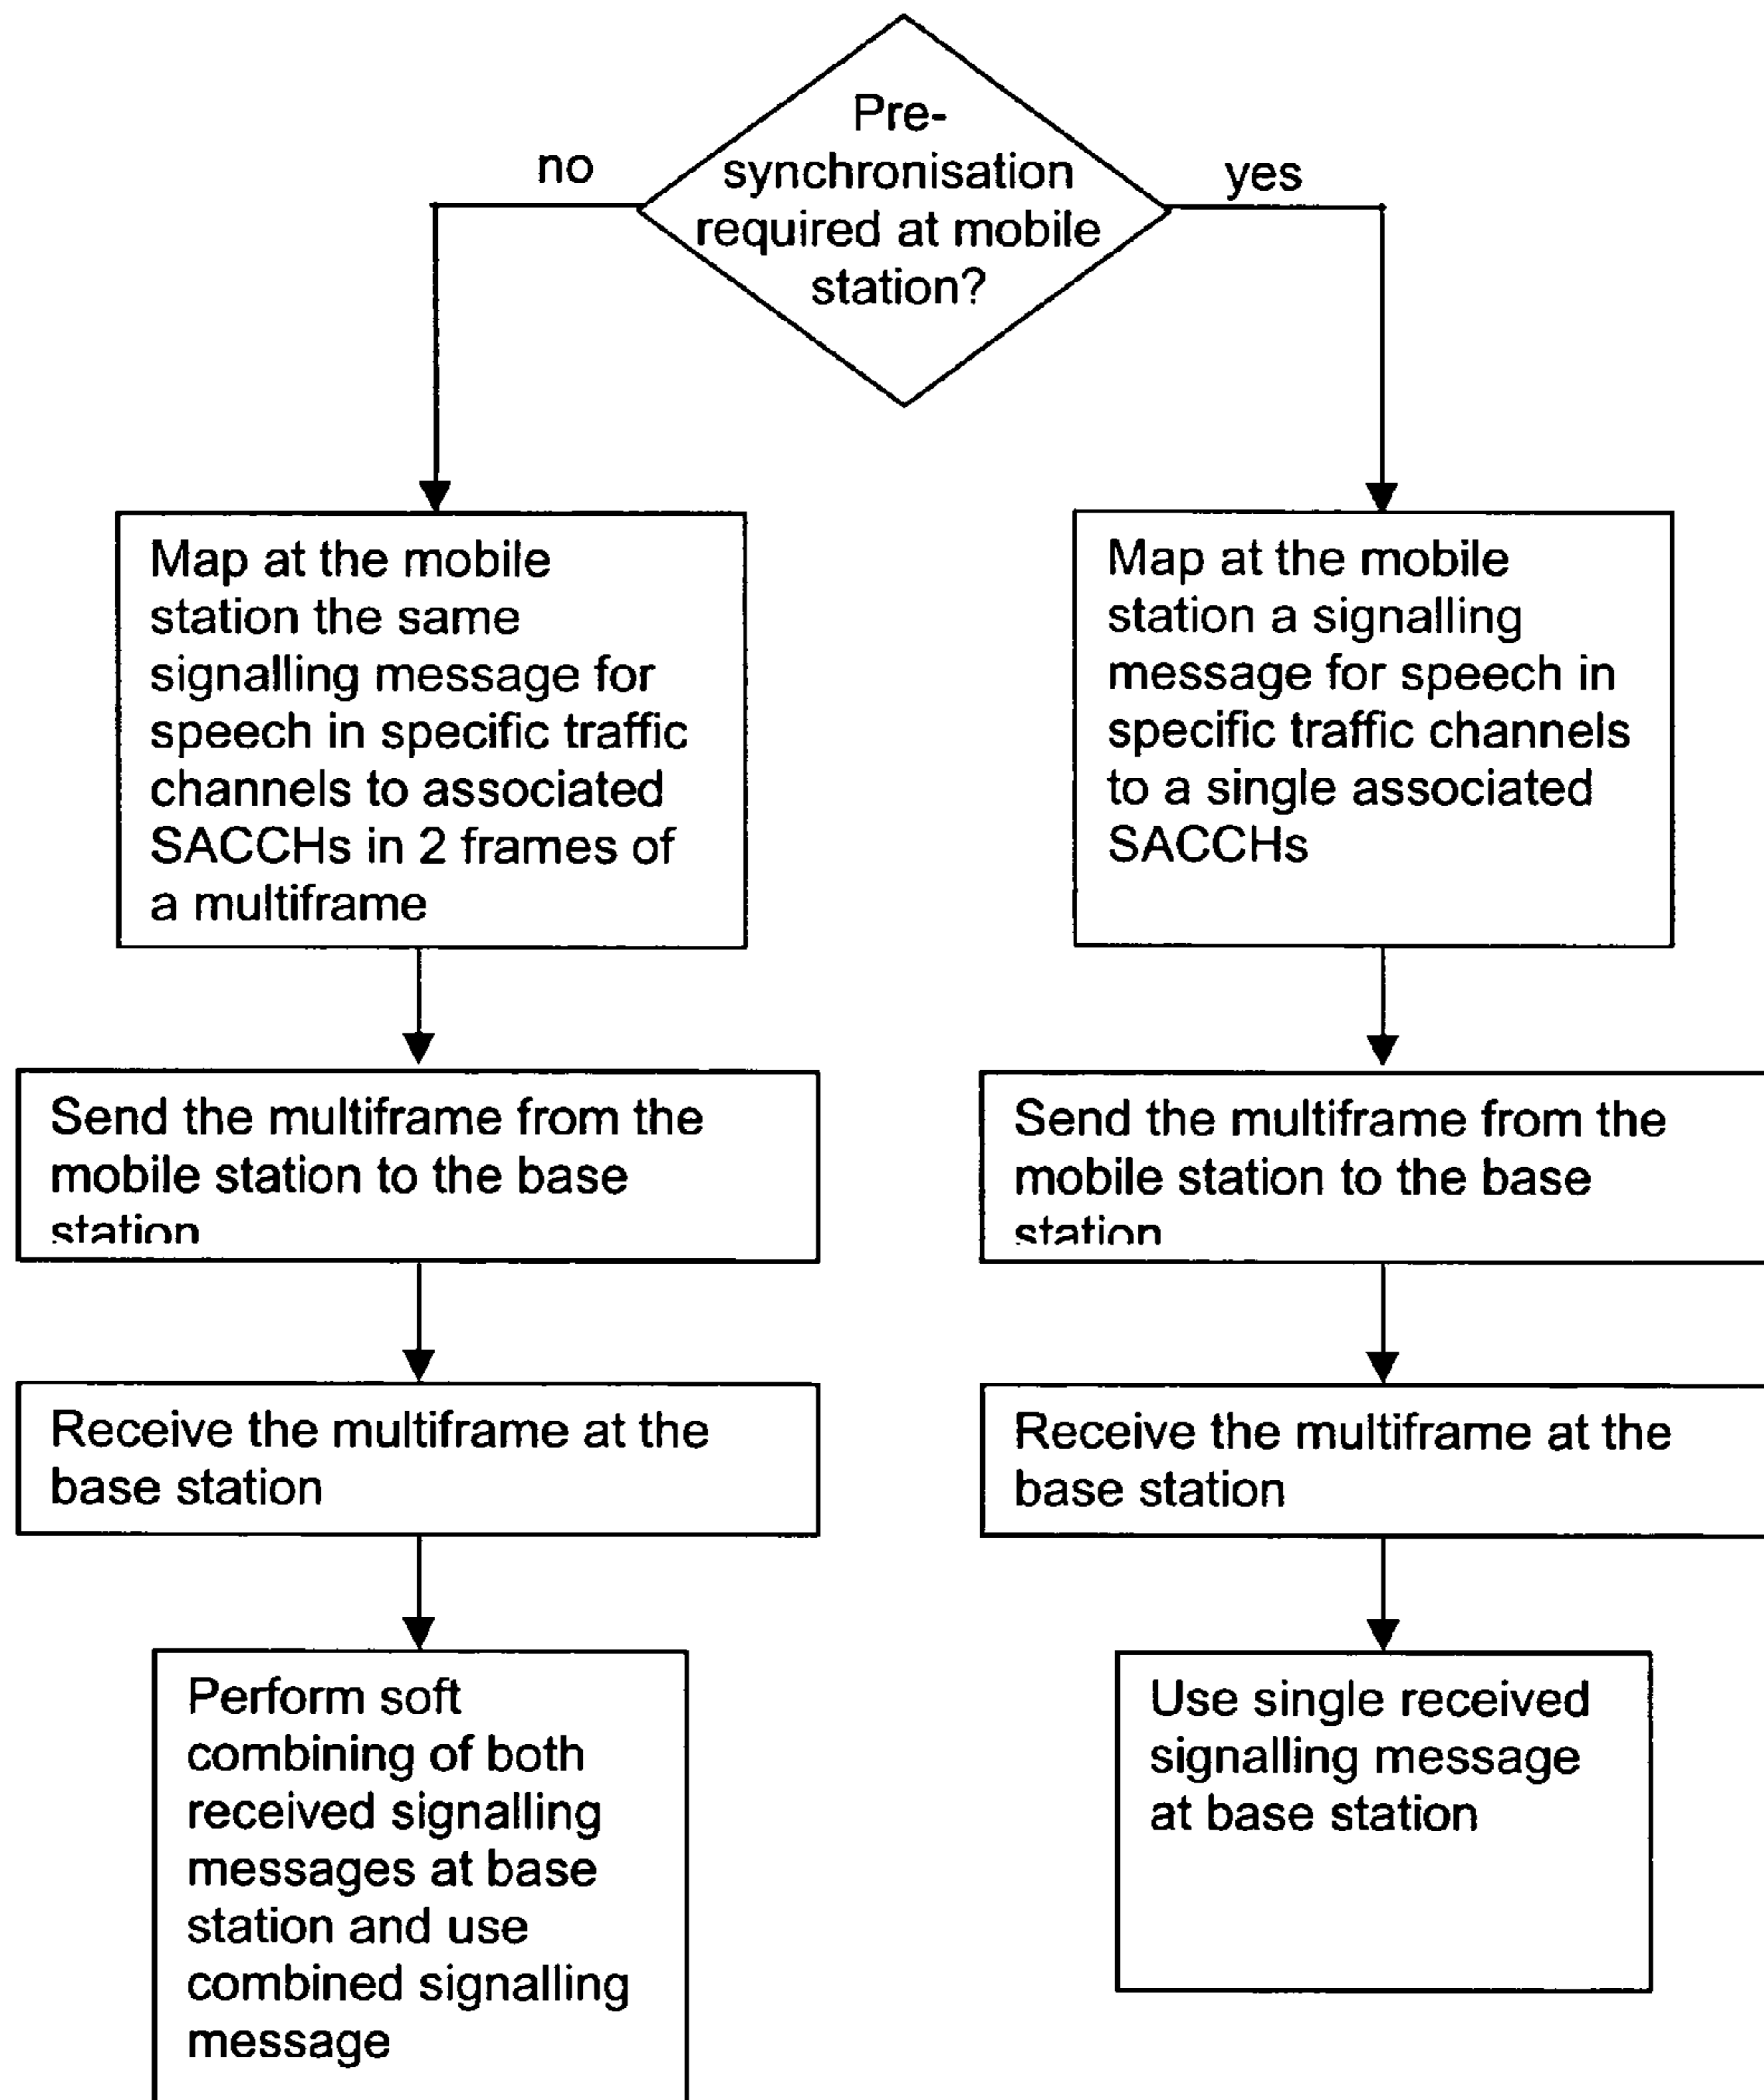 Pre-
synchronisation
required at mobile
station?
no
yes
Map at the mobile
station the same
signalling message for
speech in specific traffic
channels to associated
SACCHs in 2 frames of
a multiframe
Map at the mobile
station a signalling
message for speech in
specific traffic channels
to a single associated
SACCHs
Send the multiframe from the
mobile station to the base
station
Send the multiframe from the
mobile station to the base
station
Receive the multiframe at the
base station
Receive the multiframe at the
base station
Perform soft
combining of both
received signalling
messages at base
station and use
combined signalling
message
Use single received
signalling message
at base station